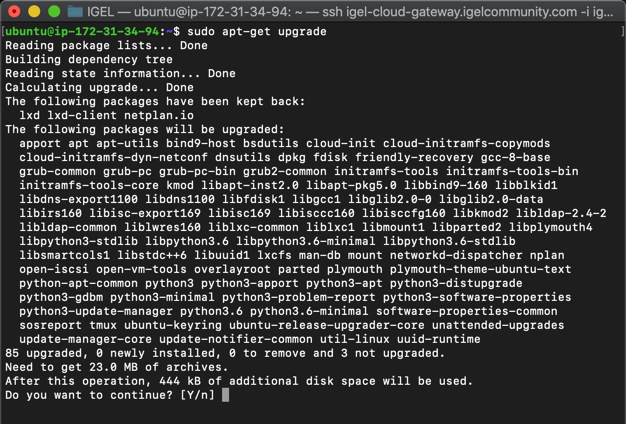 IGEL — ubuntu@ip-172-31-34-94: ~ — ssh igel-cloud-gateway.igelcommunity.com -i ig...
[ubuntu@ip-172-31-34-94:~$ sudo apt-get upgrade ]
Reading package lists... Done
Building dependency tree
Reading state information... Done
Calculating upgrade... Done
The following packages have been kept back:
lxd lxd-client netplan.io
The following packages will be upgraded:
apport apt apt-utils bind9-host bsdutils cloud-init cloud-initramfs-copymods
cloud-initramfs-dyn-netconf dnsutils dpkg fdisk friendly-recovery gcc-8-base
grub-common grub-pc grub-pc-bin grub2-common initramfs-tools initramfs-tools-bin
initramfs-tools-core kmod libapt-inst2.0 libapt-pkg5.0 libbind9-160 libblkid1
libdns-export1100 libdns1100 libfdisk1 libgcc1 libglib2.0-0 libglib2.0-data
libirs160 libisc-export169 libisc169 libisccc160 libisccfg160 libkmod2 libldap-2.4-2
libldap-common liblwres160 liblxc-common liblxc1 libmount1 libparted2 libplymouth4
libpython3-stdlib libpython3.6 libpython3.6-minimal libpython3.6-stdlib
libsmartcols1 libstdc++6 libuuid1 lxcfs man-db mount networkd-dispatcher nplan
open-iscsi open-vm-tools overlayroot parted plymouth plymouth-theme-ubuntu-text
python-apt-common python3 python3-apport python3-apt python3-distupgrade
python3-gdbm python3-minimal python3-problem-report python3-software-properties
python3-update-manager python3.6 python3.6-minimal software-properties-common
sosreport tmux ubuntu-keyring ubuntu-release-upgrader-core unattended-upgrades
update-manager-core update-notifier-common util-linux uuid-runtime
85 upgraded, 0 newly installed, 0 to remove and 3 not upgraded.
Need to get 23.0 MB of archives.
After this operation, 444 kB of additional disk space will be used.
Do you want to continue? [Y/n]